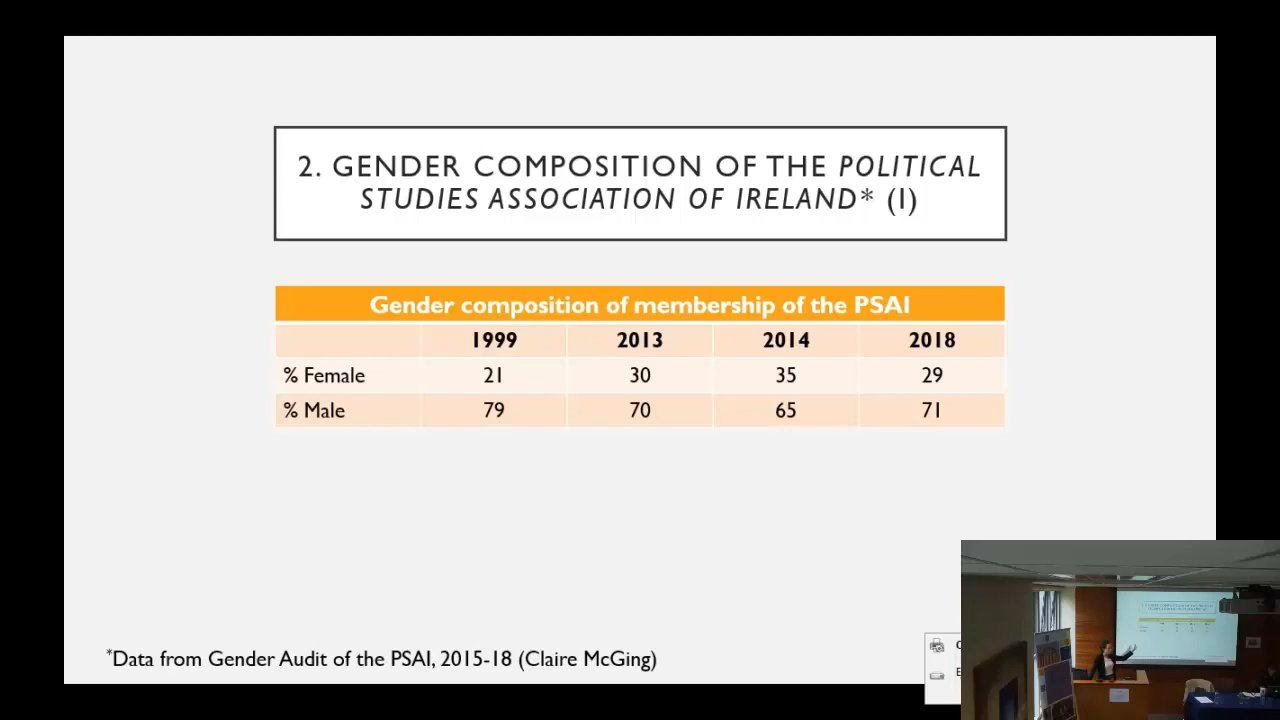 2. GENDER COMPOSITION OF THE POLITICAL
STUDIES ASSOCIATION OF IRELAND* (I)
Gender composition of membership of the PSAI
1999 2013 2014 2018
% Female 21 30 35 29
% Male 79 70 65 71
*Data from Gender Audit of the PSAI, 2015-18 (Claire McGing)